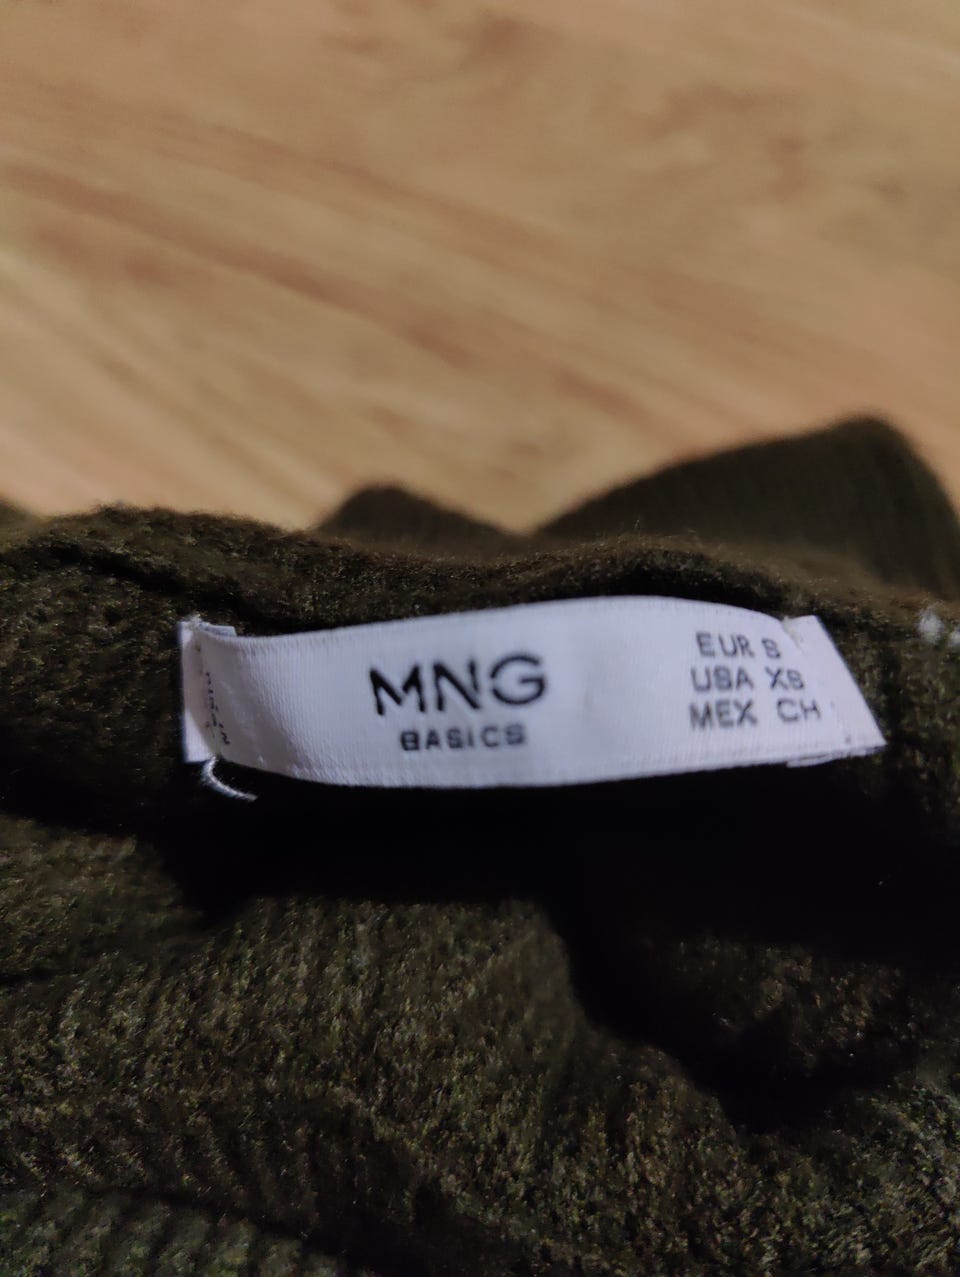 MNG
BASICS
EUR S
USA XS
MEX CH